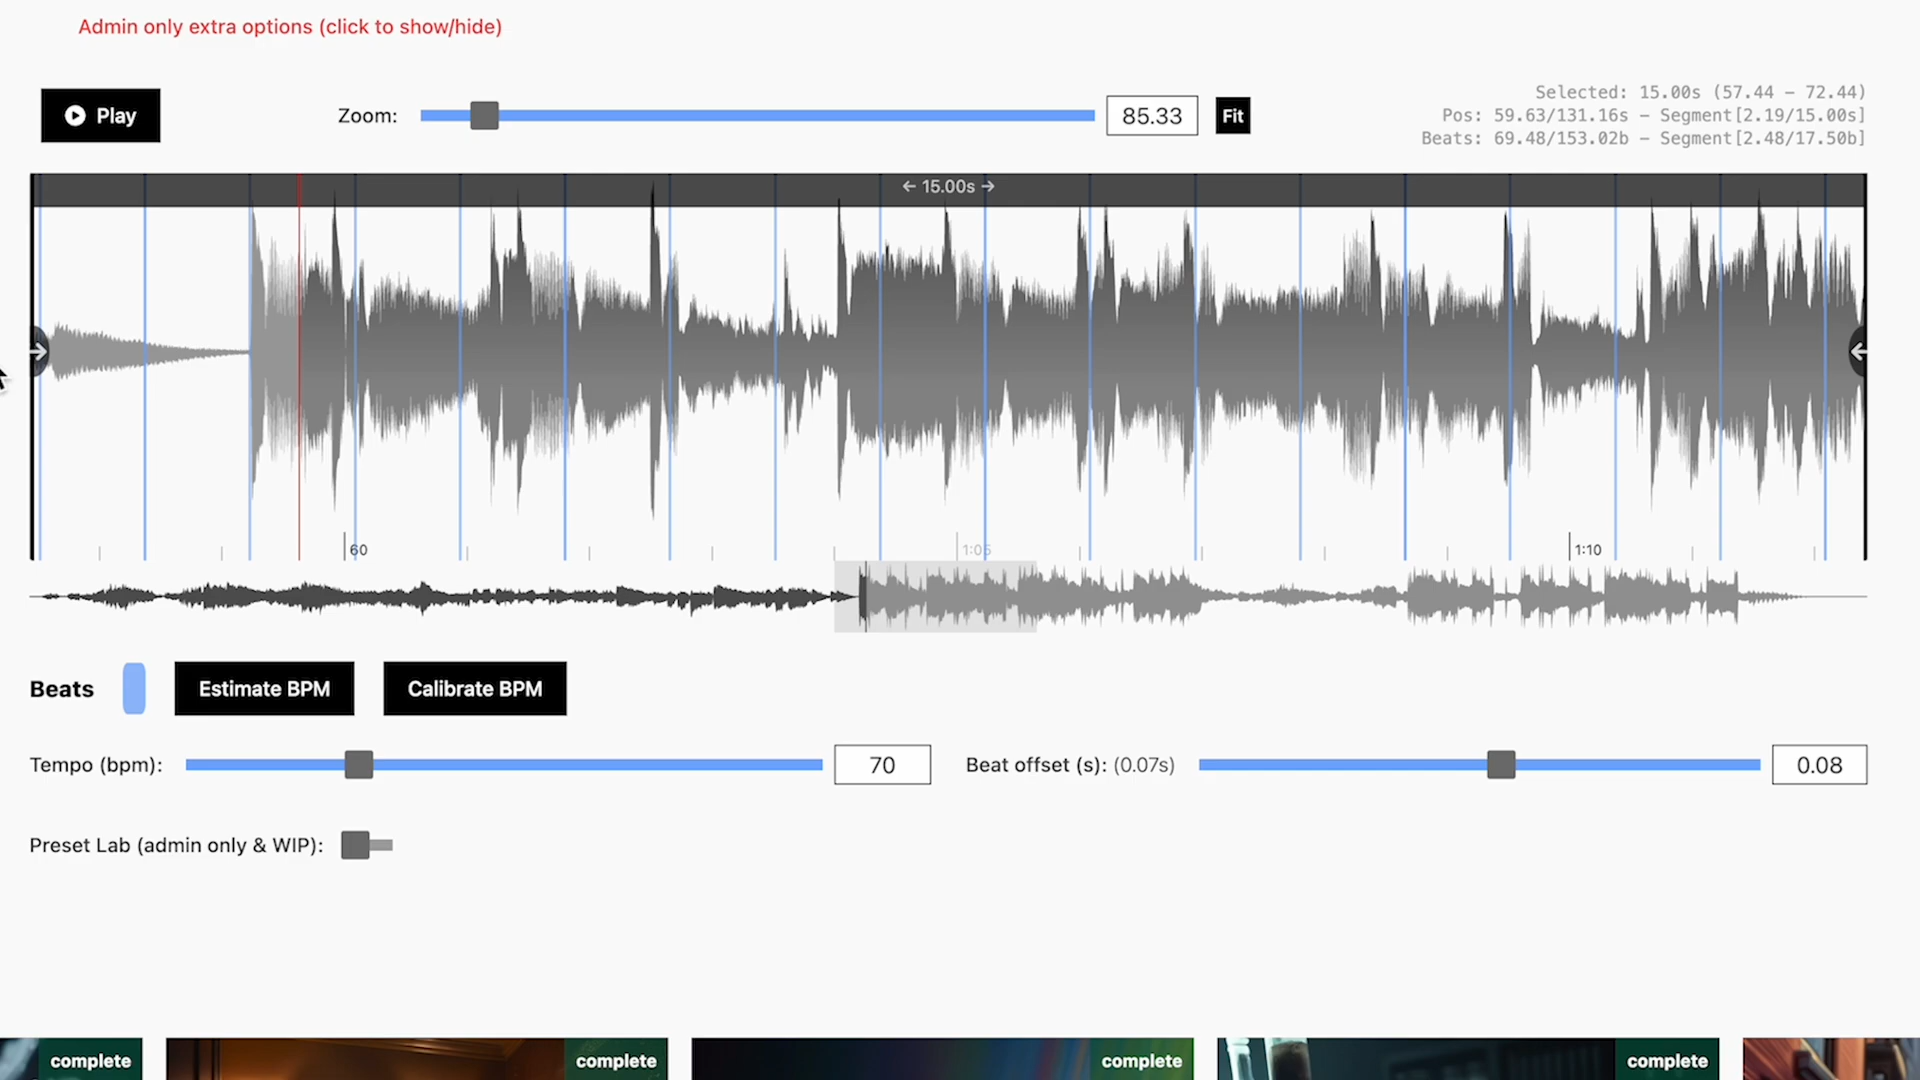 Admin only extra options (click to show/hide)
Play
Zoom:
85.33
Fit
Selected: 15.00s (57.44 – 72.44)
Pos: 59.63/131.16s – Segment[2.19/15.00s]
Beats: 69.48/153.02b – Segment[2.48/17.50b]
← 15.00s →
60
1:05
1:10
Beats
Estimate BPM
Calibrate BPM
Tempo (bpm):
70
Beat offset (s): (0.07s)
0.08
Preset Lab (admin only & WIP):
complete
complete
complete
complete